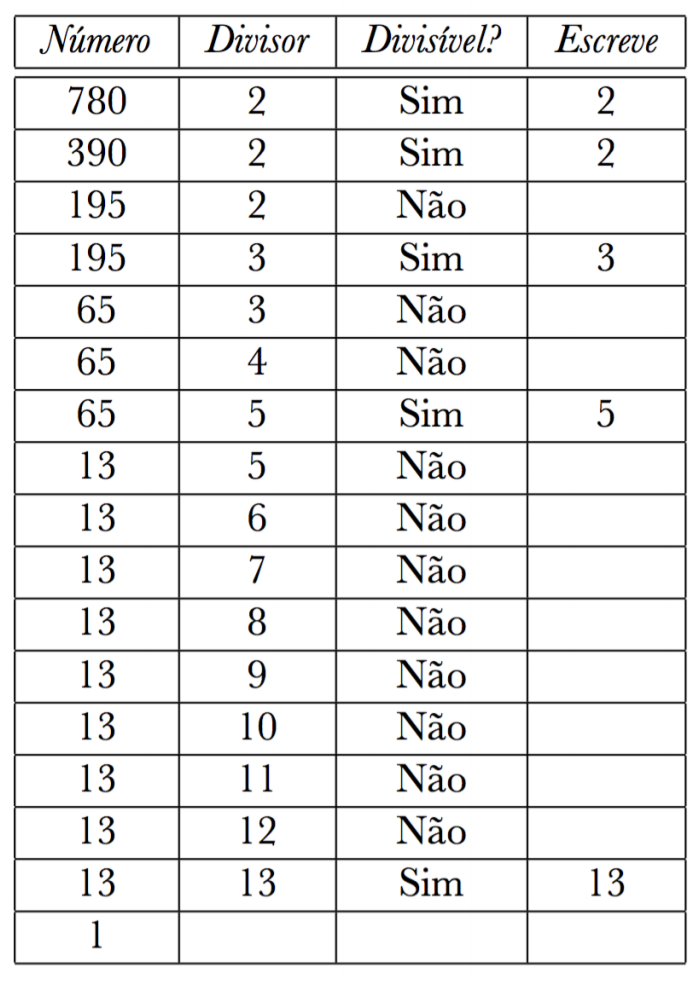 Número Divisor Divisível? Escreve
780 2 Sim 2
390 2 Sim 2
195 2 Não
195 3 Sim 3
65 3 Não
65 4 Não
65 5 Sim 5
13 5 Não
13 6 Não
13 7 Não
13 8 Não
13 9 Não
13 10 Não
13 11 Não
13 12 Não
13 13 Sim 13
1